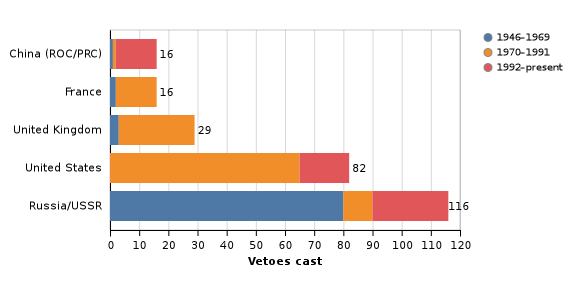 1946–1969
1970–1991
1992–present
China (ROC/PRC)
16
France
16
United Kingdom
29
United States
82
Russia/USSR
116
0 10 20 30 40 50 60 70 80 90 100 110 120
Vetoes cast